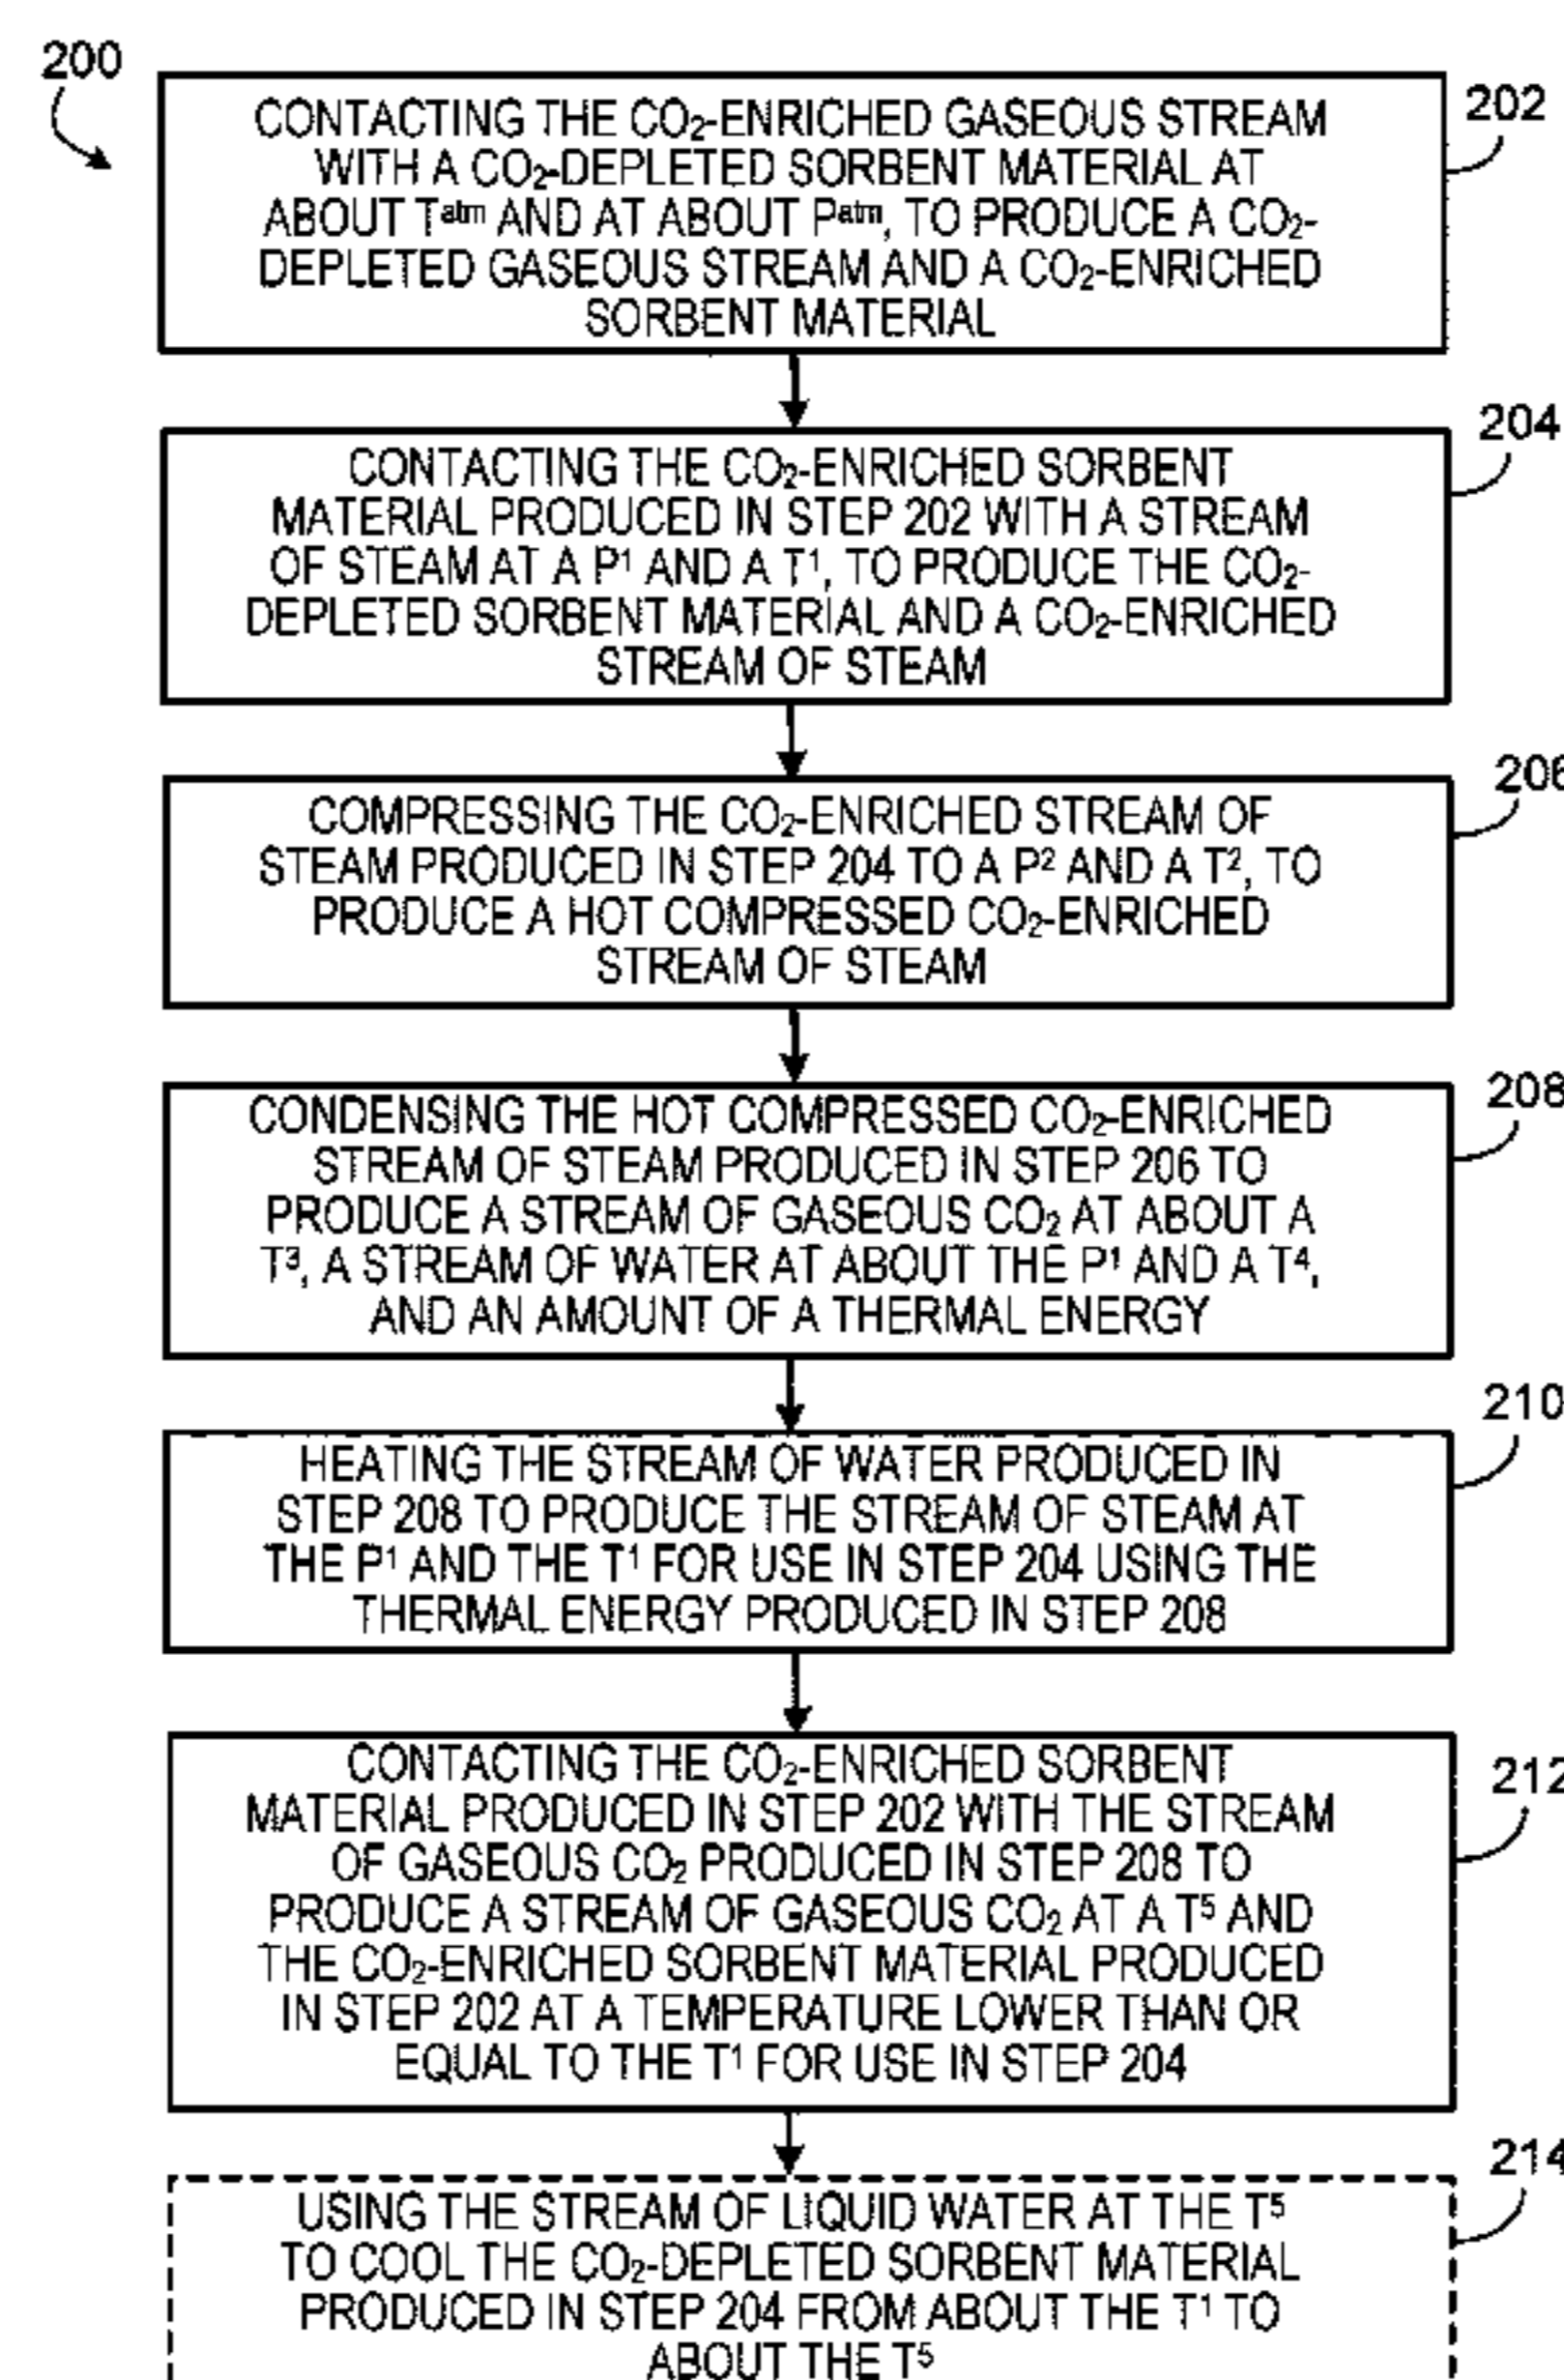 200
202
CONTACTING THE CO₂-ENRICHED GASEOUS STREAM
WITH A CO₂-DEPLETED SORBENT MATERIAL AT
ABOUT Tᵃᵗᵐ AND AT ABOUT Pᵃᵗᵐ, TO PRODUCE A CO₂-
DEPLETED GASEOUS STREAM AND A CO₂-ENRICHED
SORBENT MATERIAL
204
CONTACTING THE CO₂-ENRICHED SORBENT
MATERIAL PRODUCED IN STEP 202 WITH A STREAM
OF STEAM AT A P¹ AND A T¹, TO PRODUCE THE CO₂-
DEPLETED SORBENT MATERIAL AND A CO₂-ENRICHED
STREAM OF STEAM
206
COMPRESSING THE CO₂-ENRICHED STREAM OF
STEAM PRODUCED IN STEP 204 TO A P² AND A T², TO
PRODUCE A HOT COMPRESSED CO₂-ENRICHED
STREAM OF STEAM
208
CONDENSING THE HOT COMPRESSED CO₂-ENRICHED
STREAM OF STEAM PRODUCED IN STEP 206 TO
PRODUCE A STREAM OF GASEOUS CO₂ AT ABOUT A
T³, A STREAM OF WATER AT ABOUT THE P¹ AND A T⁴,
AND AN AMOUNT OF A THERMAL ENERGY
210
HEATING THE STREAM OF WATER PRODUCED IN
STEP 208 TO PRODUCE THE STREAM OF STEAM AT
THE P¹ AND THE T¹ FOR USE IN STEP 204 USING THE
THERMAL ENERGY PRODUCED IN STEP 208
212
CONTACTING THE CO₂-ENRICHED SORBENT
MATERIAL PRODUCED IN STEP 202 WITH THE STREAM
OF GASEOUS CO₂ PRODUCED IN STEP 208 TO
PRODUCE A STREAM OF GASEOUS CO₂ AT A T⁵ AND
THE CO₂-ENRICHED SORBENT MATERIAL PRODUCED
IN STEP 202 AT A TEMPERATURE LOWER THAN OR
EQUAL TO THE T¹ FOR USE IN STEP 204
214
USING THE STREAM OF LIQUID WATER AT THE T⁵
TO COOL THE CO₂-DEPLETED SORBENT MATERIAL
PRODUCED IN STEP 204 FROM ABOUT THE T¹ TO
ABOUT THE T⁵